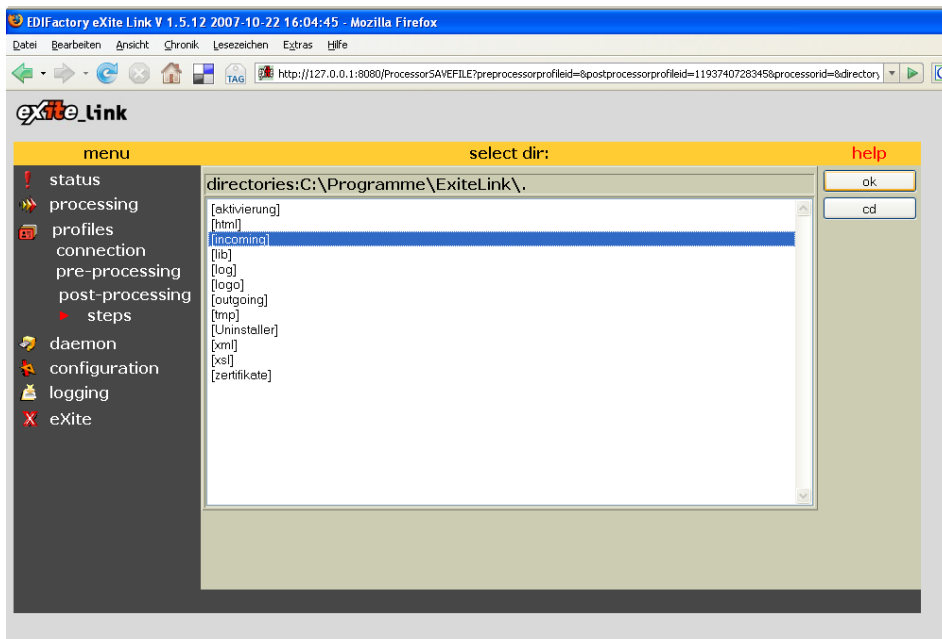 EDIFactory eXite Link V 1.5.12 2007-10-22 16:04:45 - Mozilla Firefox
Datei Bearbeiten Ansicht Chronik Lesezeichen Extras Hilfe
TAG http://127.0.0.1:8080/ProcessorSAVEFILE?preprocessorprofileid=&postprocessorprofileid=1193740728345&processorid=&directory
exite_link
menu select dir: help
status
processing
profiles
connection
pre-processing
post-processing
steps
daemon
configuration
logging
eXite
directories:C:\Programme\ExiteLink\.
[aktivierung]
[html]
[incoming]
[lib]
[log]
[logo]
[outgoing]
[tmp]
[Uninstaller]
[xml]
[xsl]
[zertifikate]
ok
cd